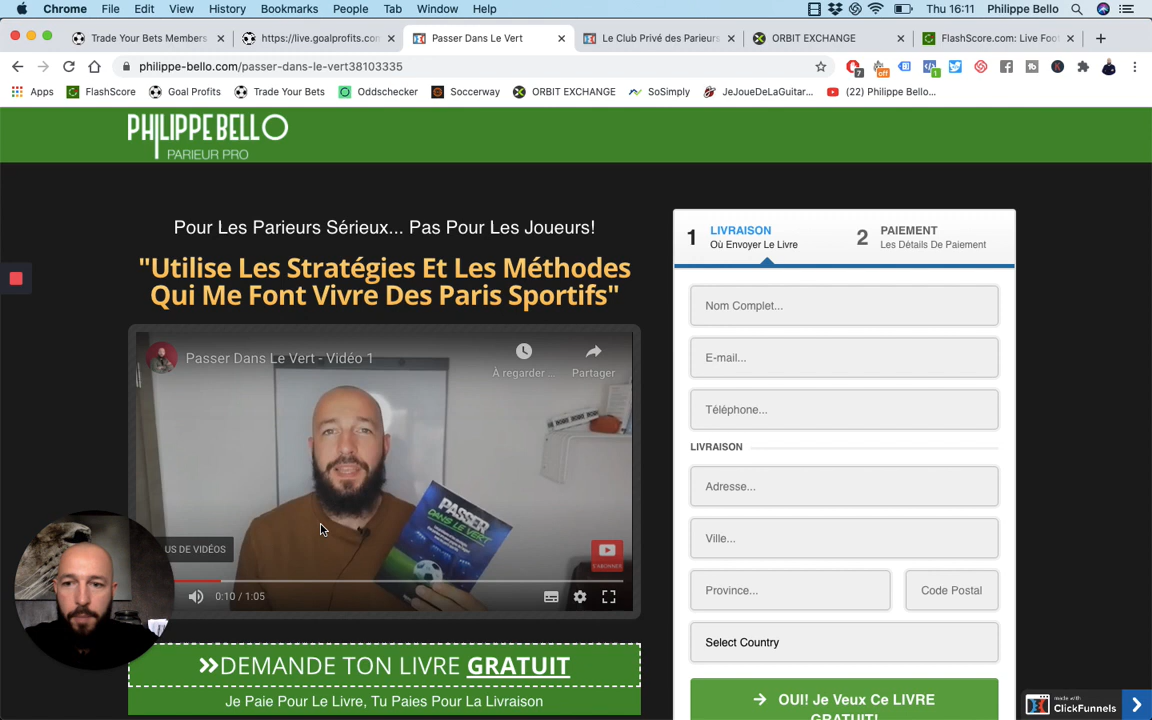 Chrome File Edit View History Bookmarks People Tab Window Help Thu 16:11 Philippe Bello
Trade Your Bets Members
https://live.goalprofits.com
Passer Dans Le Vert
Le Club Privé des Parieurs
ORBIT EXCHANGE
FlashScore.com: Live Foot
philippe-bello.com/passer-dans-le-vert38103335
7
off
1
K
Apps FlashScore Goal Profits Trade Your Bets Oddschecker Soccerway ORBIT EXCHANGE SoSimply JeJoueDeLaGuitar... (22) Philippe Bello...
PHILIPPE BELLO
PARIEUR PRO
Pour Les Parieurs Sérieux... Pas Pour Les Joueurs!
"Utilise Les Stratégies Et Les Méthodes
Qui Me Font Vivre Des Paris Sportifs"
Passer Dans Le Vert - Vidéo 1
À regarder ...
Partager
PASSER
DANS LE VERT
US DE VIDÉOS
S'ABONNER
0:10 / 1:05
DEMANDE TON LIVRE GRATUIT
Je Paie Pour Le Livre, Tu Paies Pour La Livraison
1 LIVRAISON
Où Envoyer Le Livre
2 PAIEMENT
Les Détails De Paiement
Nom Complet...
E-mail...
Téléphone...
LIVRAISON
Adresse...
Ville...
Province...
Code Postal
Select Country
OUI! Je Veux Ce LIVRE
GRATUIT!
made with
ClickFunnels